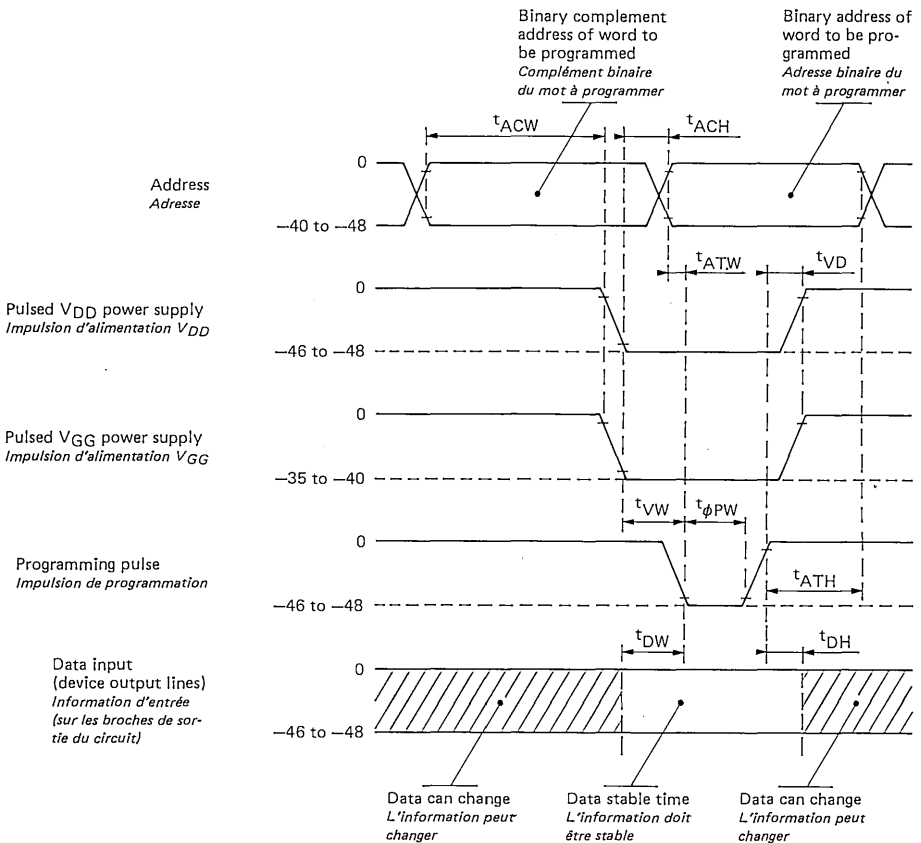 Binary complement
address of word to
be programmed
Complément binaire
du mot à programmer
Binary address of
word to be pro-
grammed
Adresse binaire du
mot à programmer
tACW
tACH
0
Address
Adresse
−40 to −48
tATW
tVD
0
Pulsed VDD power supply
Impulsion d'alimentation VDD
−46 to −48
0
Pulsed VGG power supply
Impulsion d'alimentation VGG
−35 to −40
tVW
tϕPW
0
Programming pulse
Impulsion de programmation
tATH
−46 to −48
tDW
tDH
0
Data input
(device output lines)
Information d'entrée
(sur les broches de sor-
tie du circuit)
−46 to −48
Data can change
L'information peut
changer
Data stable time
L'information doit
être stable
Data can change
L'information peut
changer